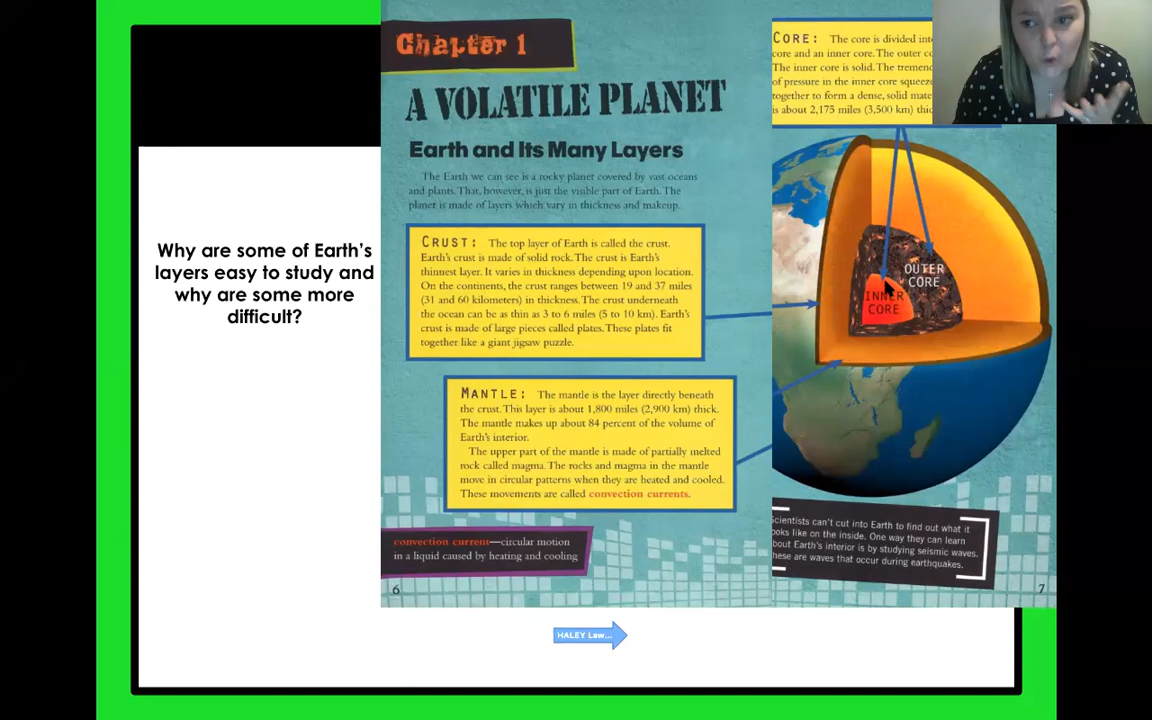 Why are some of Earth's
layers easy to study and
why are some more
difficult?
Chapter 1
A VOLATILE PLANET
Earth and Its Many Layers
The Earth we can see is a rocky planet covered by vast oceans
and plants. That, however, is just the visible part of Earth. The
planet is made of layers which vary in thickness and makeup.
CRUST: The top layer of Earth is called the crust.
Earth's crust is made of solid rock. The crust is Earth's
thinnest layer. It varies in thickness depending upon location.
On the continents, the crust ranges between 19 and 37 miles
(31 and 60 kilometers) in thickness. The crust underneath
the ocean can be as thin as 3 to 6 miles (5 to 10 km). Earth's
crust is made of large pieces called plates. These plates fit
together like a giant jigsaw puzzle.
MANTLE: The mantle is the layer directly beneath
the crust. This layer is about 1,800 miles (2,900 km) thick.
The mantle makes up about 84 percent of the volume of
Earth's interior.
The upper part of the mantle is made of partially melted
rock called magma. The rocks and magma in the mantle
move in circular patterns when they are heated and cooled.
These movements are called convection currents.
convection current—circular motion
in a liquid caused by heating and cooling
6
CORE: The core is divided
core and an inner core. The outer
The inner core is solid. The
of pressure in the inner core
together to form a dense, solid
is about 2,175 miles (3,500 km)
OUTER
CORE
INNER
CORE
Scientists can't cut into Earth to find out what it
looks like on the inside. One way they can learn
about Earth's interior is by studying seismic waves.
These are waves that occur during earthquakes.
7
HALEY Law...